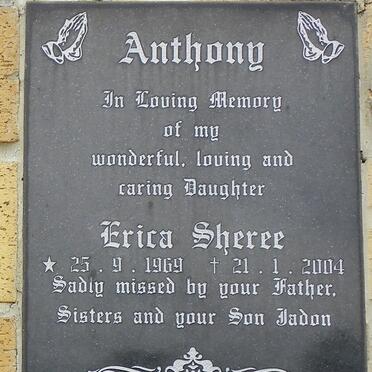 Anthony
In Loving Memory
of my
wonderful, loving and
caring Daughter
Erica Sheree
★ 25 . 9 . 1969 † 21 . 1 . 2004
Sadly missed by your Father,
Sisters and your Son Jadon